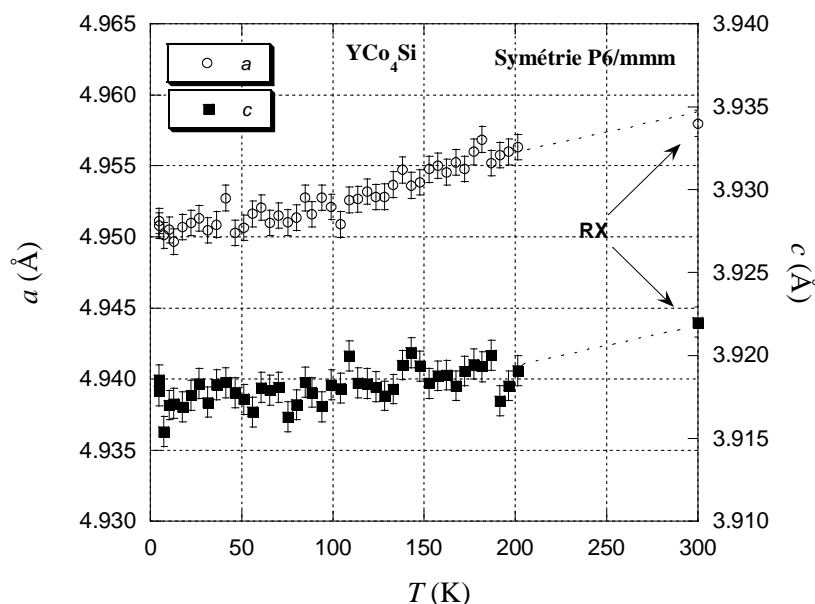 YCo4Si
Symétrie P6/mmm
a
c
RX
a (Å)
4.965
4.960
4.955
4.950
4.945
4.940
4.935
4.930
c (Å)
3.940
3.935
3.930
3.925
3.920
3.915
3.910
0 50 100 150 200 250 300
T (K)